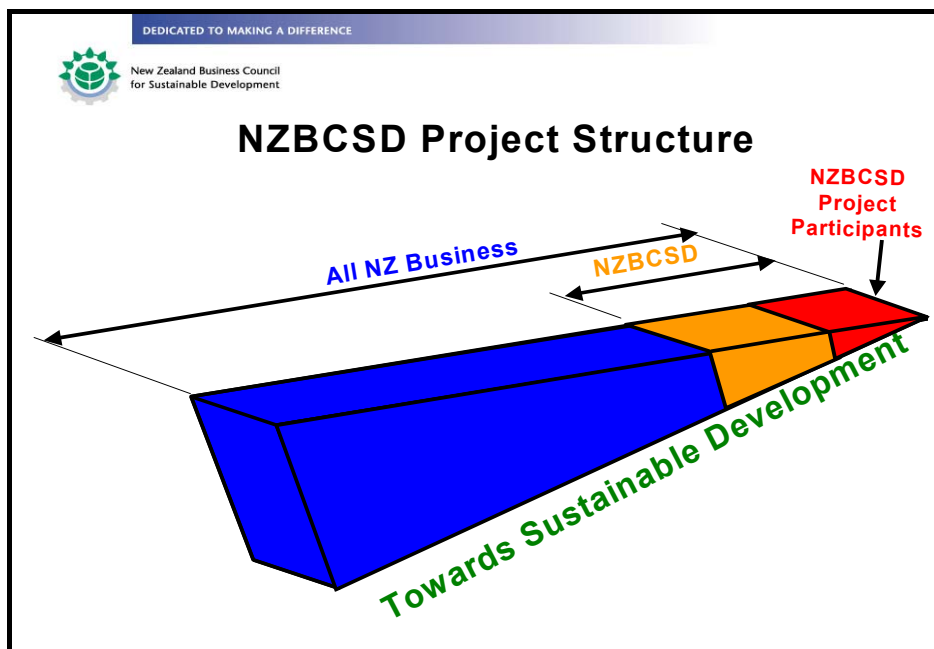 DEDICATED TO MAKING A DIFFERENCE
New Zealand Business Council
for Sustainable Development
NZBCSD Project Structure
NZBCSD
Project
Participants
All NZ Business
NZBCSD
Towards Sustainable Development